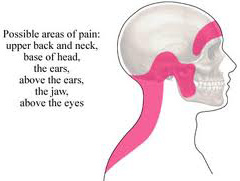 Possible areas of pain:
upper back and neck,
base of head,
the ears,
above the ears,
the jaw,
above the eyes